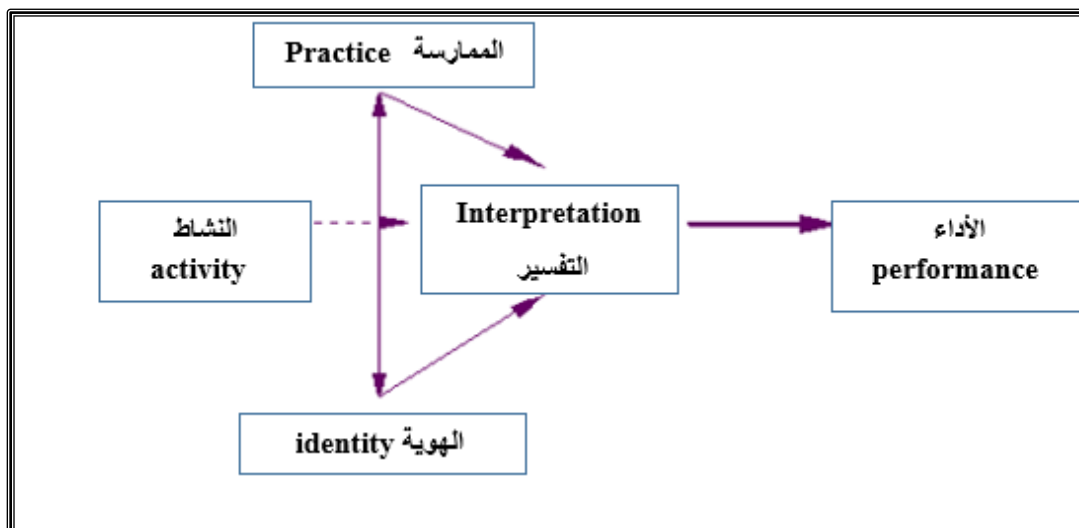 Practice الممارسة
النشاط
activity
Interpretation
التفسير
الأداء
performance
identity الهوية